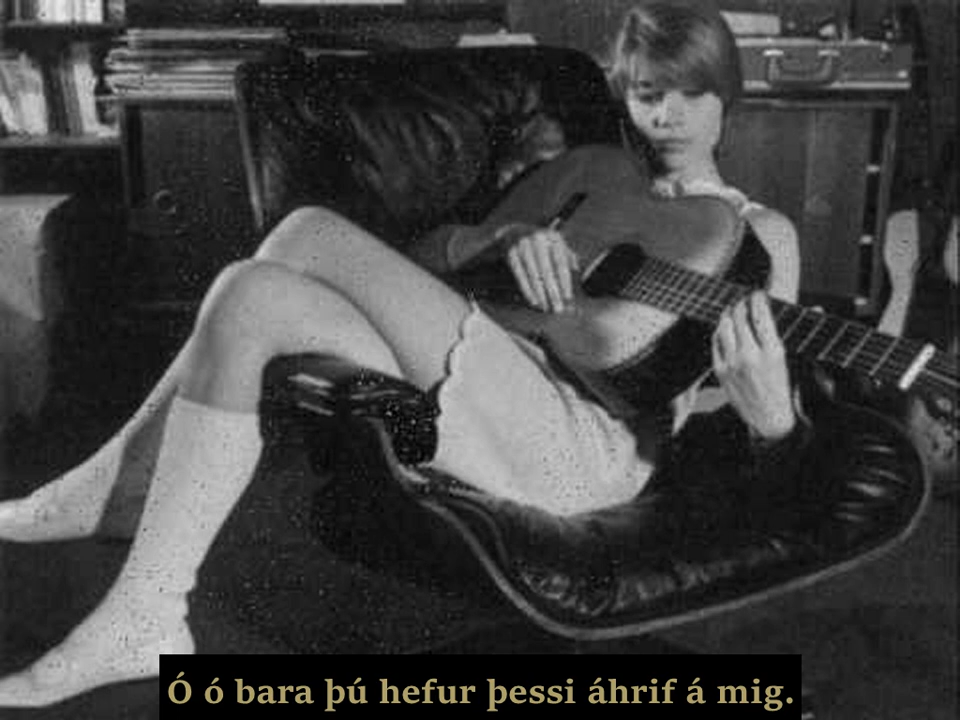 Ó ó bara þú hefur þessi áhrif á mig.